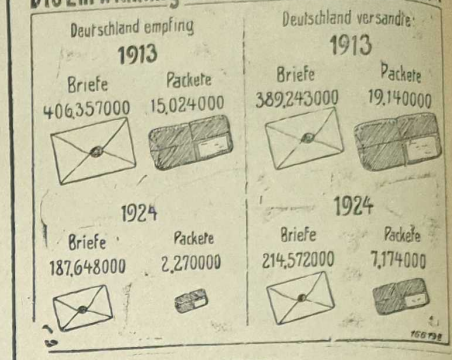 Deutschland empfing
1913
Briefe Packete
406,357000 15,024000
1924
Briefe Packete
187,648000 2,270000
Deutschland versandte:
1913
Briefe Packete
389,243000 19,140000
1924
Briefe Packete
214,572000 7,174000